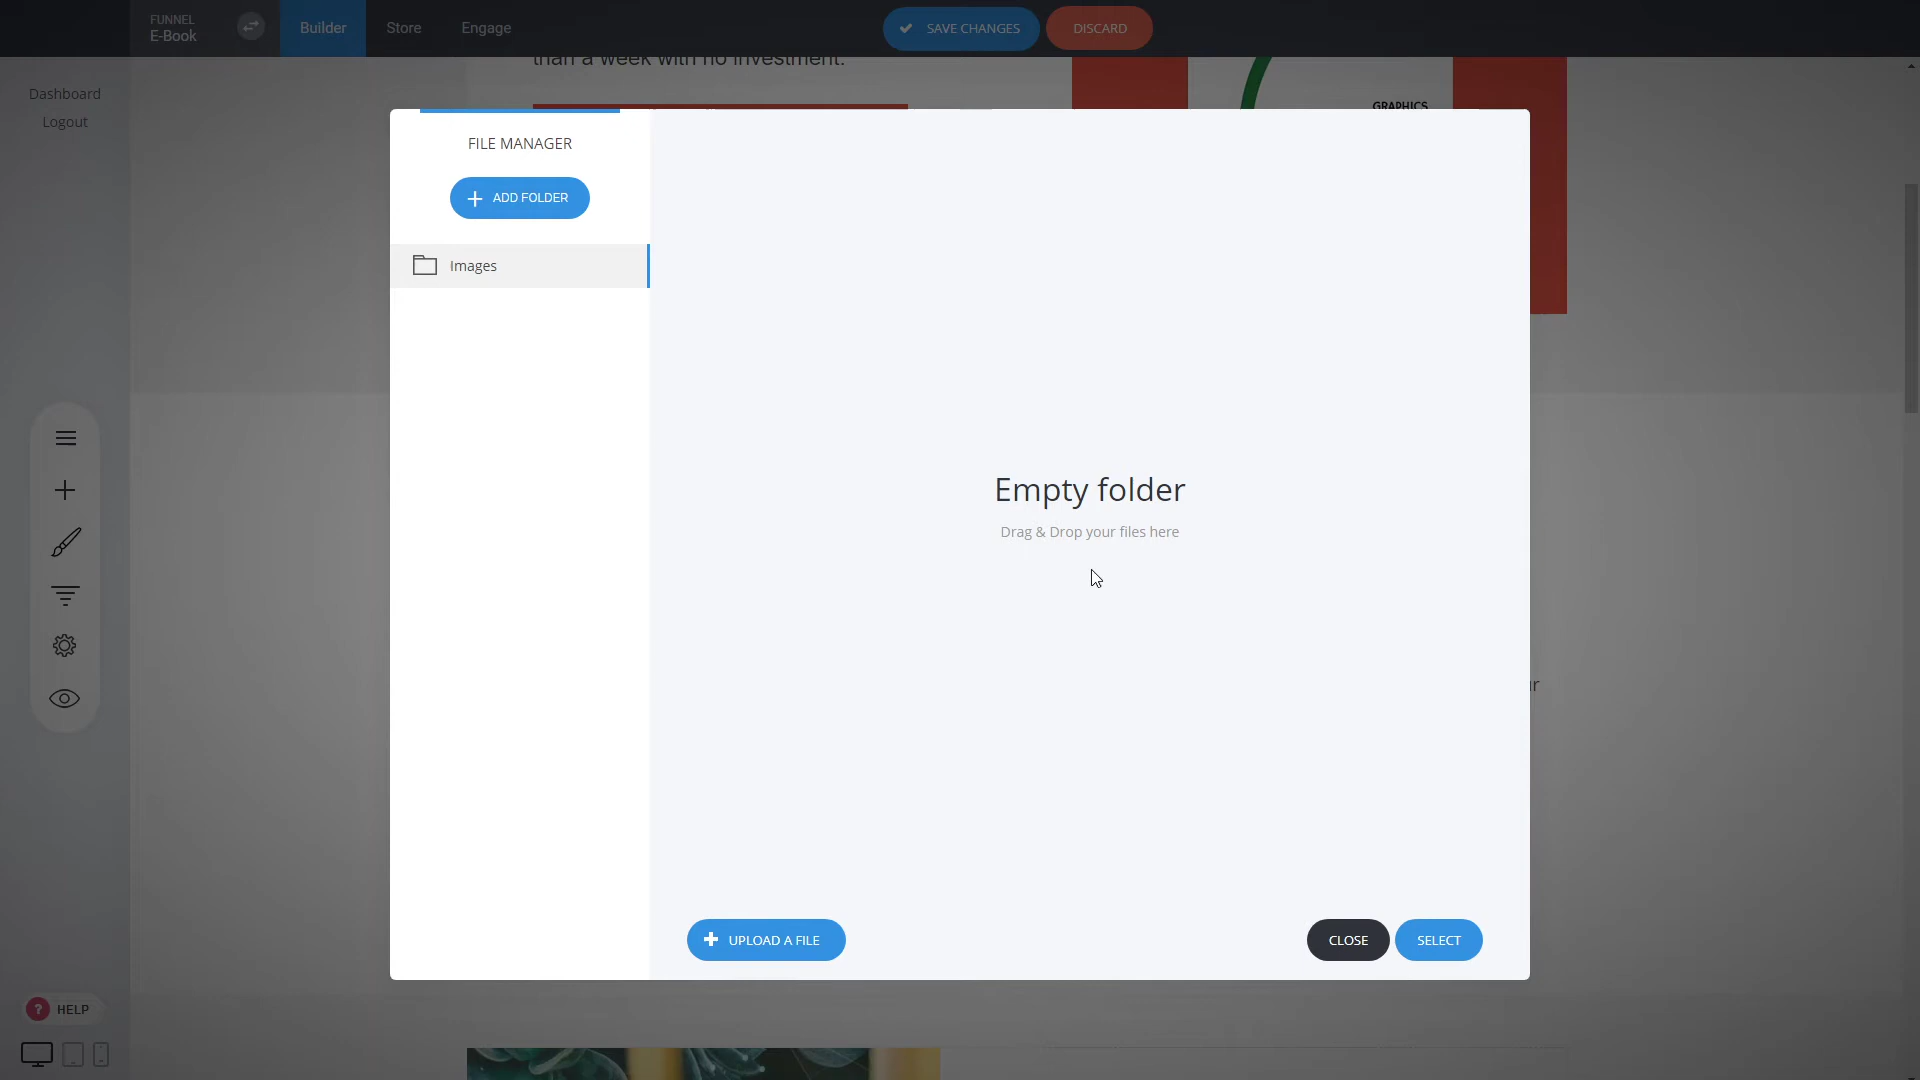 FUNNEL
E-Book
Builder
Store
Engage
SAVE CHANGES
DISCARD
Dashboard
Logout
than a week with no investment.
GRAPHICS
FILE MANAGER
ADD FOLDER
Images
Empty folder
Drag & Drop your files here
UPLOAD A FILE
CLOSE
SELECT
? HELP